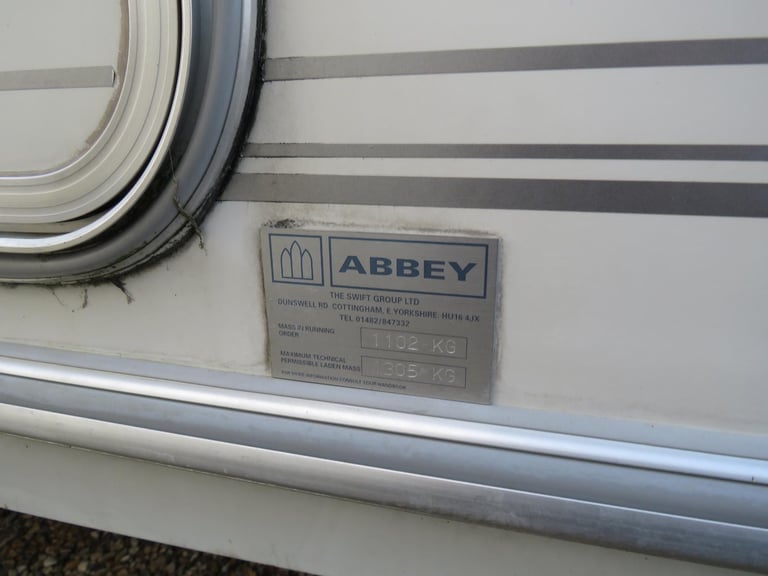 ABBEY
THE SWIFT GROUP LTD
DUNSWELL RD. COTTINGHAM, E.YORKSHIRE HU16 4JX
TEL 01482/847332
MASS IN RUNNING
ORDER
1102 KG
MAXIMUM TECHNICAL
PERMISSIBLE LADEN MASS
1305 KG
FOR MORE INFORMATION CONSULT YOUR HANDBOOK